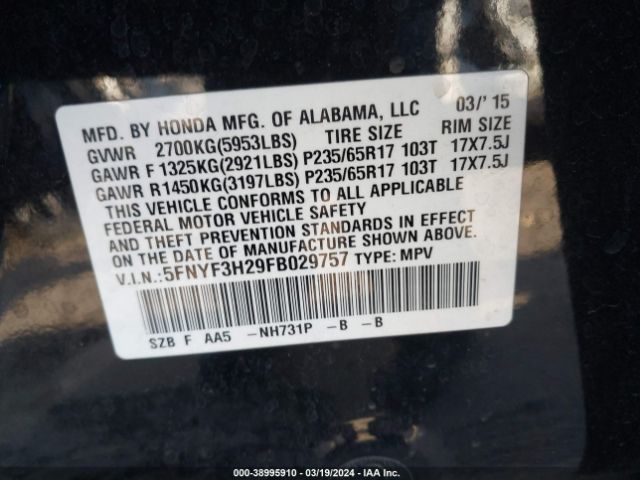 MFD. BY HONDA MFG. OF ALABAMA, LLC 03/' 15
GVWR 2700KG(5953LBS) TIRE SIZE RIM SIZE
GAWR F 1325KG(2921LBS) P235/65R17 103T 17X7.5J
GAWR R1450KG(3197LBS) P235/65R17 103T 17X7.5J
THIS VEHICLE CONFORMS TO ALL APPLICABLE
FEDERAL MOTOR VEHICLE SAFETY
AND THEFT PREVENTION STANDARDS IN EFFECT
ON THE DATE OF MANUFACTURE SHOWN ABOVE.
V.I.N.:5FNYF3H29FB029757 TYPE: MPV
SZB F AA5 -NH731P -B -B
© - 38995910 - 03/19/2024 - IAA Inc.